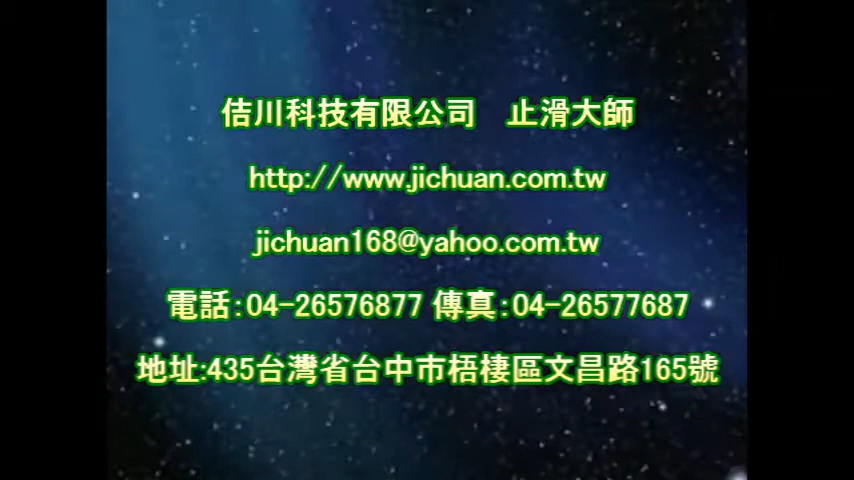 佶川科技有限公司　止滑大師
http://www.jichuan.com.tw
jichuan168@yahoo.com.tw
電話:04-26576877 傳真:04-26577687
地址:435台灣省台中市梧棲區文昌路165號